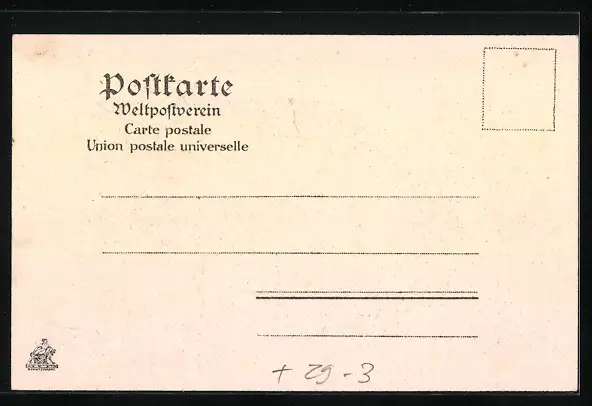 Postkarte
Weltpostverein
Carte postale
Union postale universelle
+ 29 - 3